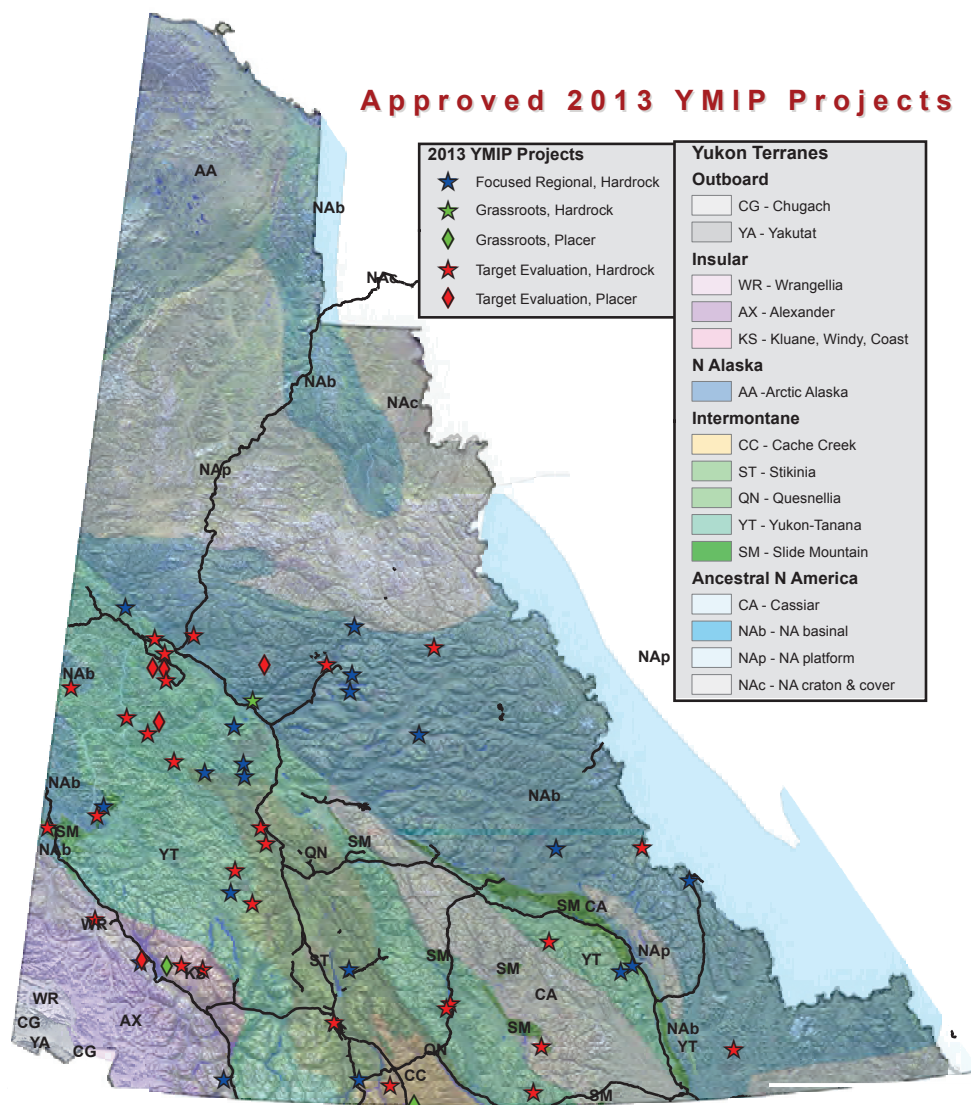 Approved 2013 YMIP Projects
2013 YMIP Projects
Focused Regional, Hardrock
Grassroots, Hardrock
Grassroots, Placer
Target Evaluation, Hardrock
Target Evaluation, Placer
Yukon Terranes
Outboard
CG - Chugach
YA - Yakutat
Insular
WR - Wrangellia
AX - Alexander
KS - Kluane, Windy, Coast
N Alaska
AA -Arctic Alaska
Intermontane
CC - Cache Creek
ST - Stikinia
QN - Quesnellia
YT - Yukon-Tanana
SM - Slide Mountain
Ancestral N America
CA - Cassiar
NAb - NA basinal
NAp - NA platform
NAc - NA craton & cover
AA
NAb
NAc
NAb
NAc
NAp
NAp
NAb
NAb
NAb
SM
NAb
YT
QN
SM
SM CA
WR
KS
ST
SM
SM
YT
NAp
CA
WR
AX
CG
YA
CG
SM
NAb
YT
QN
CC
SM